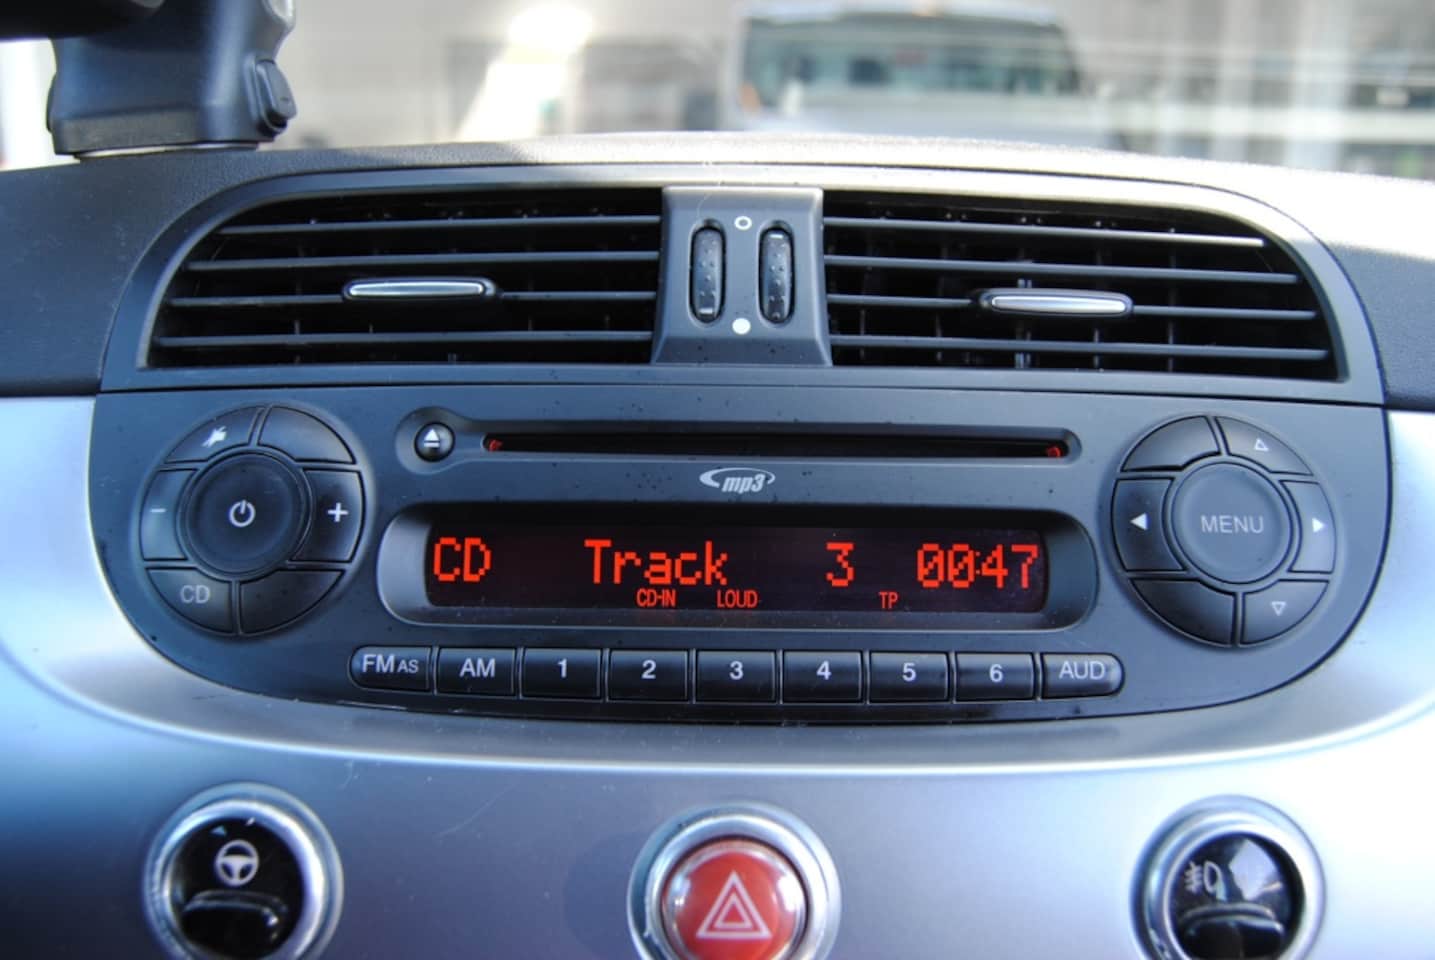 mp3
CD Track 3 00:47
CD-IN LOUD TP
MENU
CD
FM AS AM 1 2 3 4 5 6 AUD